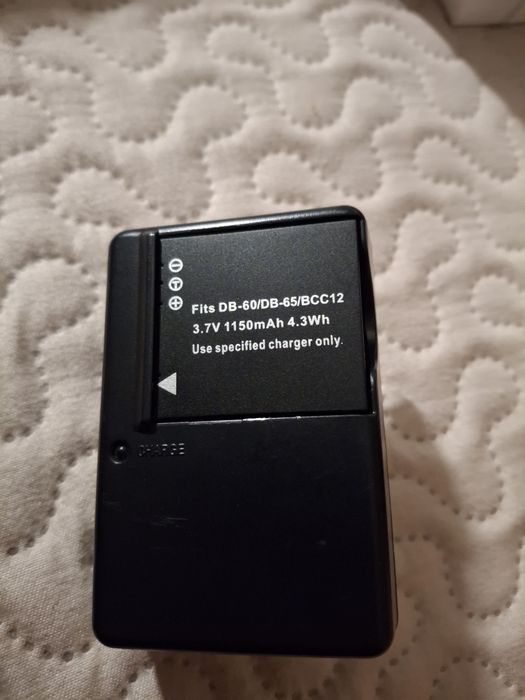 Fits DB-60/DB-65/BCC12
3.7V 1150mAh 4.3Wh
Use specified charger only.
CHARGE